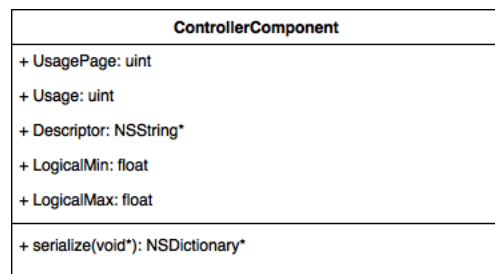 ControllerComponent
+ UsagePage: uint
+ Usage: uint
+ Descriptor: NSString*
+ LogicalMin: float
+ LogicalMax: float
+ serialize(void*): NSDictionary*